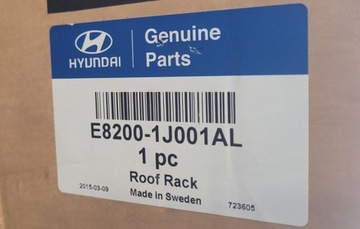 HYUNDAI
Genuine
Parts
E8200-1J001AL
1 pc
Roof Rack
2015-03-09 Made in Sweden 723605